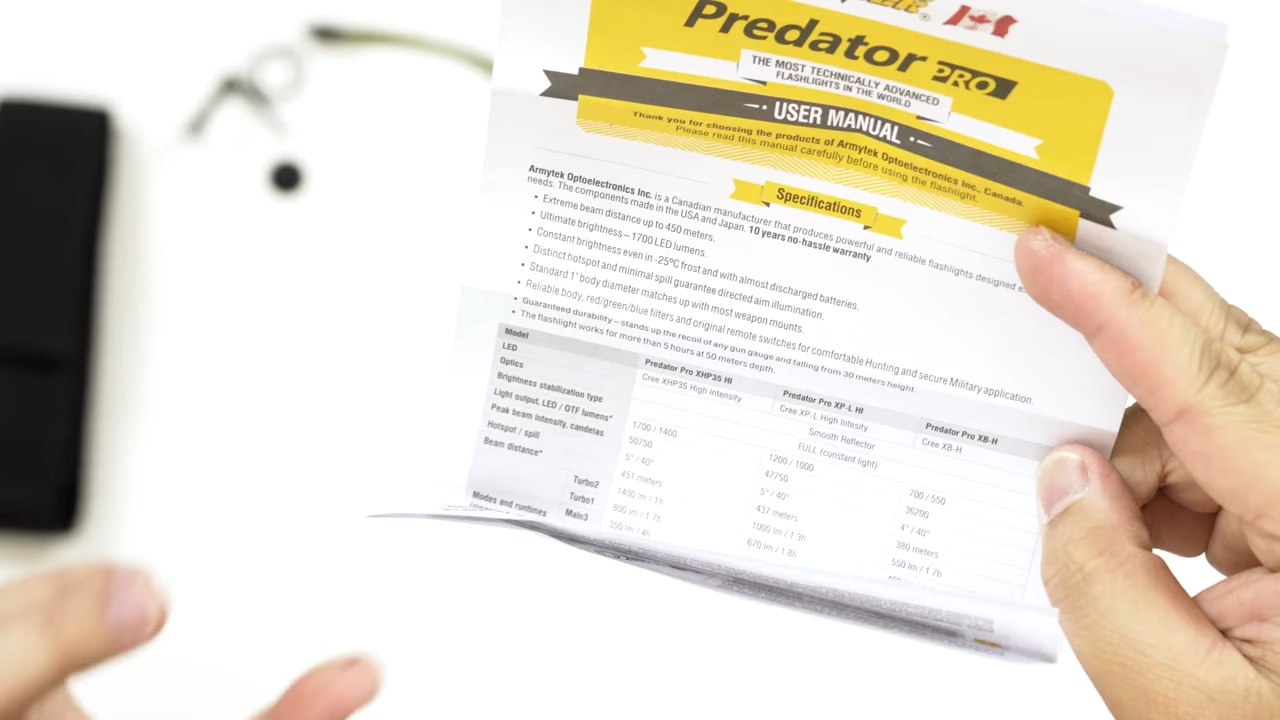 Predator PRO
THE MOST TECHNICALLY ADVANCED
FLASHLIGHTS IN THE WORLD
USER MANUAL
Thank you for choosing the products of Armytek Optoelectronics Inc., Canada.
Please read this manual carefully before using the flashlight.
Specifications
Armytek Optoelectronics Inc. is a Canadian manufacturer that produces powerful and reliable flashlights designed
needs. The components made in the USA and Japan. 10 years no-hassle warranty.
• Extreme beam distance up to 450 meters.
• Ultimate brightness – 1700 LED lumens.
• Constant brightness even in -25ºC frost and with almost discharged batteries.
• Distinct hotspot and minimal spill guarantee directed aim illumination.
• Standard 1" body diameter matches up with most weapon mounts.
• Reliable body, red/green/blue filters and original remote switches for comfortable Hunting and secure Military application.
• Guaranteed durability – stands up the recoil of any gun gauge and falling from 30 meters height.
• The flashlight works for more than 5 hours at 50 meters depth.
Model Predator Pro XHP35 HI Predator Pro XP-L HI Predator Pro XB-H
LED Cree XHP35 High Intensity Cree XP-L High Intesity Cree XB-H
Optics Smooth Reflector
Brightness stabilization type FULL (constant light)
Light output, LED / OTF lumens* 1700 / 1400 1200 / 1000 700 / 550
Peak beam intensity, candelas 50750 47750 36200
Hotspot / spill 5° / 40° 5° / 40° 4° / 40°
Beam distance* 451 meters 437 meters 380 meters
Turbo2 1400 lm / 1h 1000 lm / 1.3h 550 lm / 1.7h
Turbo1 800 lm / 1.7h 670 lm / 1.8h
Modes and runtimes Main3 350 lm / 4h